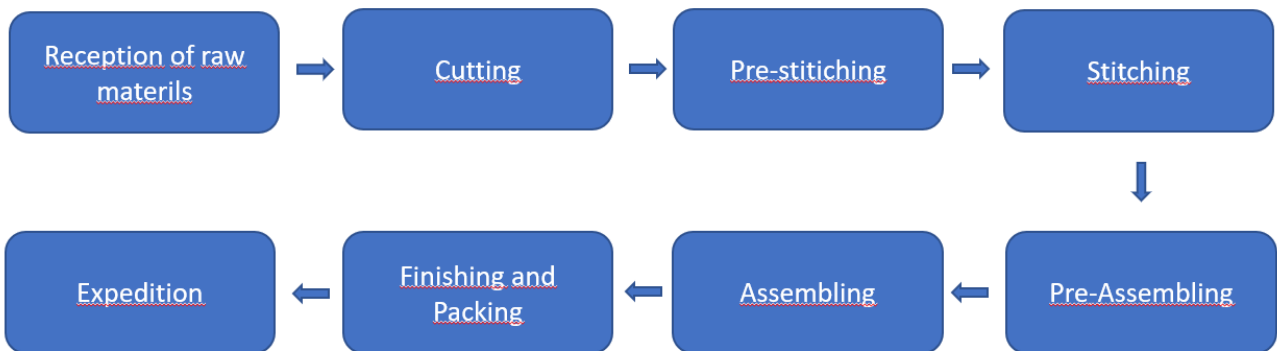 Reception of raw
materils
Cutting
Pre-stitiching
Stitching
Expedition
Finishing and
Packing
Assembling
Pre-Assembling